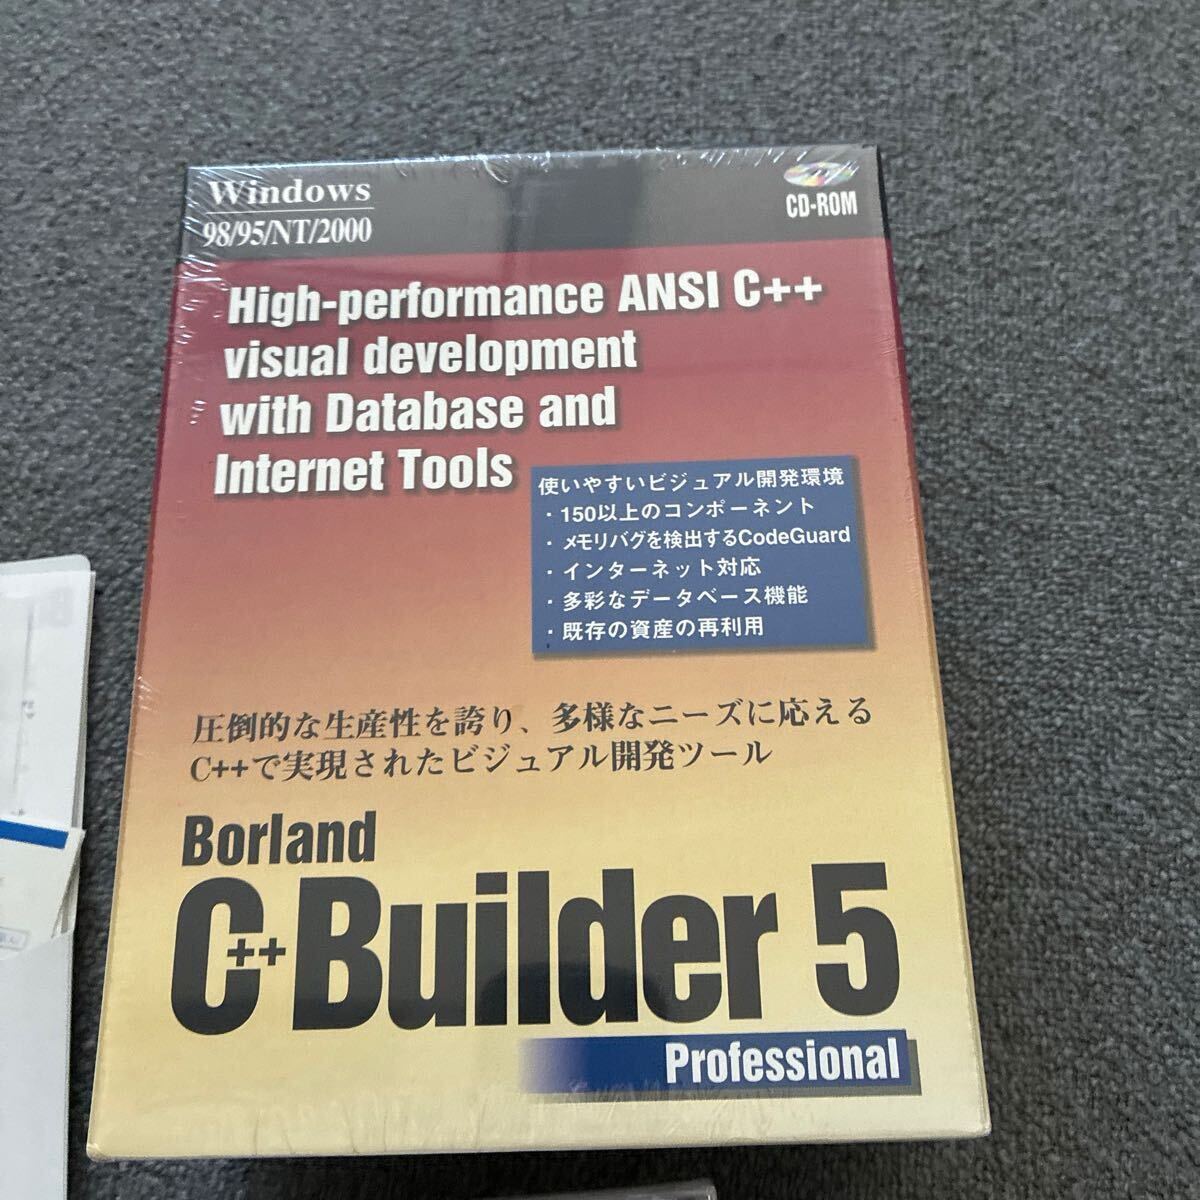 Windows
98/95/NT/2000
CD-ROM
High-performance ANSI C++
visual development
with Database and
Internet Tools
使いやすいビジュアル開発環境
・150以上のコンポーネント
・メモリバグを検出するCodeGuard
・インターネット対応
・多彩なデータベース機能
・既存の資産の再利用
圧倒的な生産性を誇り、多様なニーズに応える
C++で実現されたビジュアル開発ツール
Borland
C++Builder 5
Professional